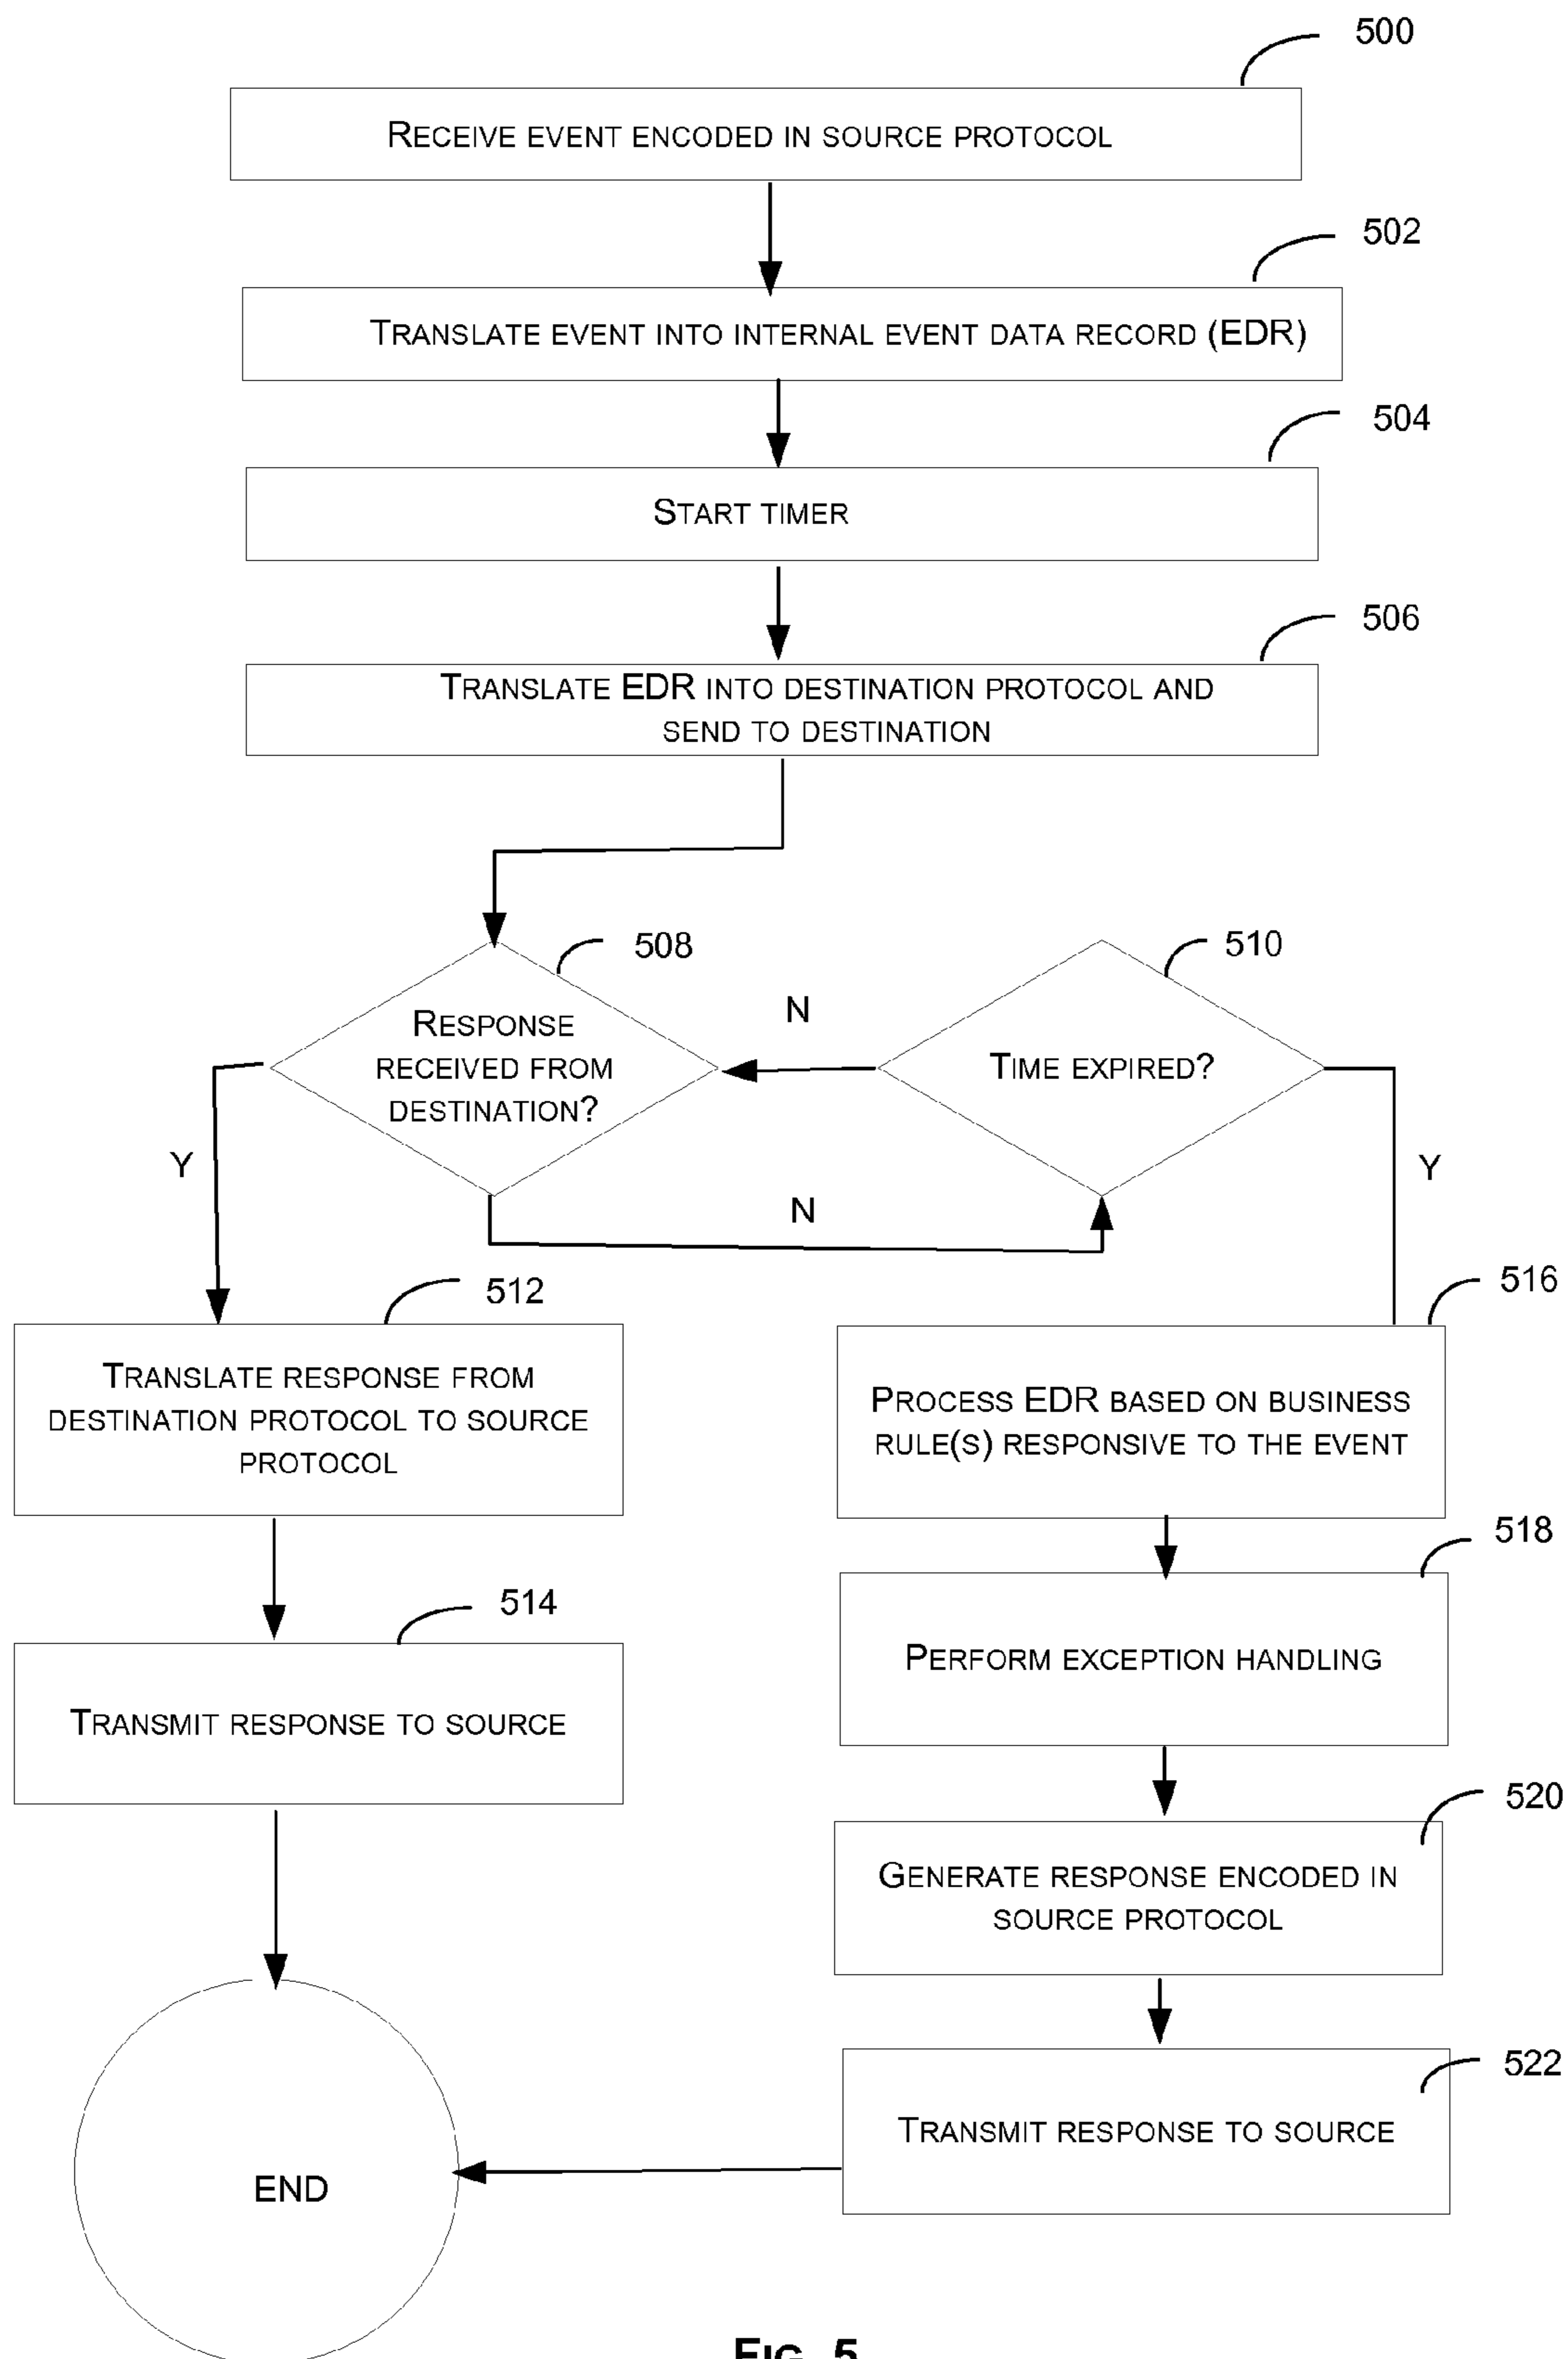 500
RECEIVE EVENT ENCODED IN SOURCE PROTOCOL
502
TRANSLATE EVENT INTO INTERNAL EVENT DATA RECORD (EDR)
504
START TIMER
506
TRANSLATE EDR INTO DESTINATION PROTOCOL AND
SEND TO DESTINATION
508
510
N
RESPONSE
RECEIVED FROM
DESTINATION?
TIME EXPIRED?
Y
Y
N
512
516
TRANSLATE RESPONSE FROM
DESTINATION PROTOCOL TO SOURCE
PROTOCOL
PROCESS EDR BASED ON BUSINESS
RULE(S) RESPONSIVE TO THE EVENT
518
514
PERFORM EXCEPTION HANDLING
TRANSMIT RESPONSE TO SOURCE
520
GENERATE RESPONSE ENCODED IN
SOURCE PROTOCOL
522
TRANSMIT RESPONSE TO SOURCE
END
FIG. 5